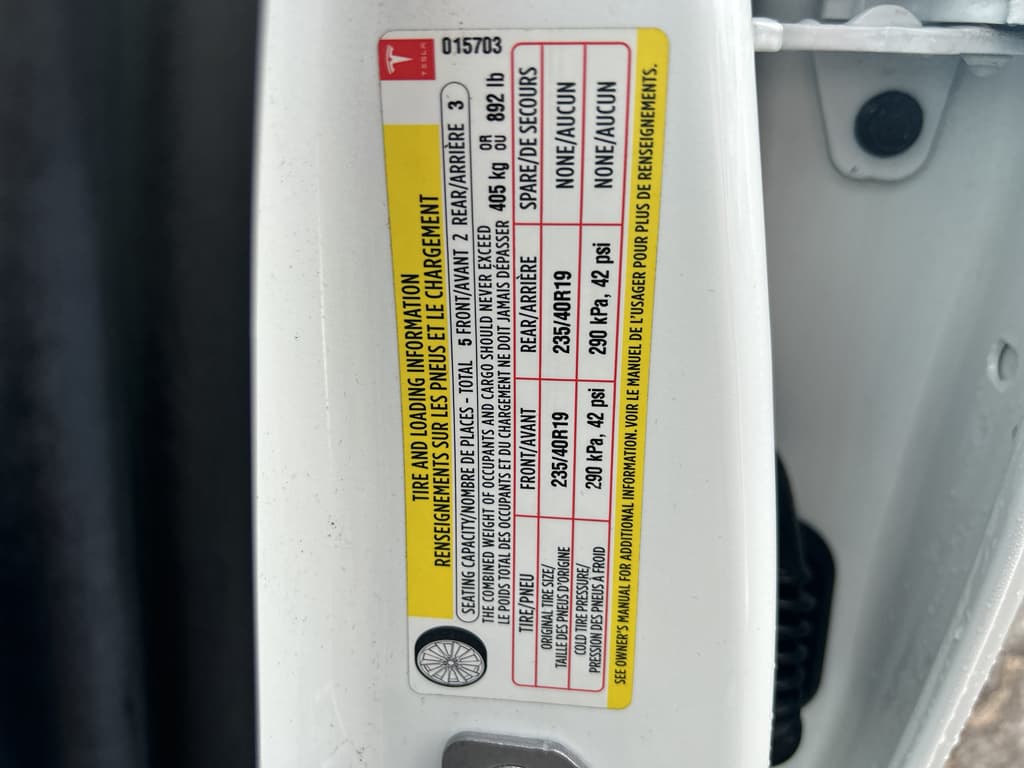 TESLA
015703
TIRE AND LOADING INFORMATION
RENSEIGNEMENTS SUR LES PNEUS ET LE CHARGEMENT
SEATING CAPACITY/NOMBRE DE PLACES - TOTAL 5 FRONT/AVANT 2 REAR/ARRIÈRE 3
THE COMBINED WEIGHT OF OCCUPANTS AND CARGO SHOULD NEVER EXCEED
LE POIDS TOTAL DES OCCUPANTS ET DU CHARGEMENT NE DOIT JAMAIS DÉPASSER
405 kg OR OU 892 lb
TIRE/PNEU FRONT/AVANT REAR/ARRIÈRE SPARE/DE SECOURS
ORIGINAL TIRE SIZE/
TAILLE DES PNEUS D'ORIGINE
235/40R19 235/40R19 NONE/AUCUN
COLD TIRE PRESSURE/
PRESSION DES PNEUS À FROID
290 kPa, 42 psi 290 kPa, 42 psi NONE/AUCUN
SEE OWNER'S MANUAL FOR ADDITIONAL INFORMATION. VOIR LE MANUEL DE L'USAGER POUR PLUS DE RENSEIGNEMENTS.